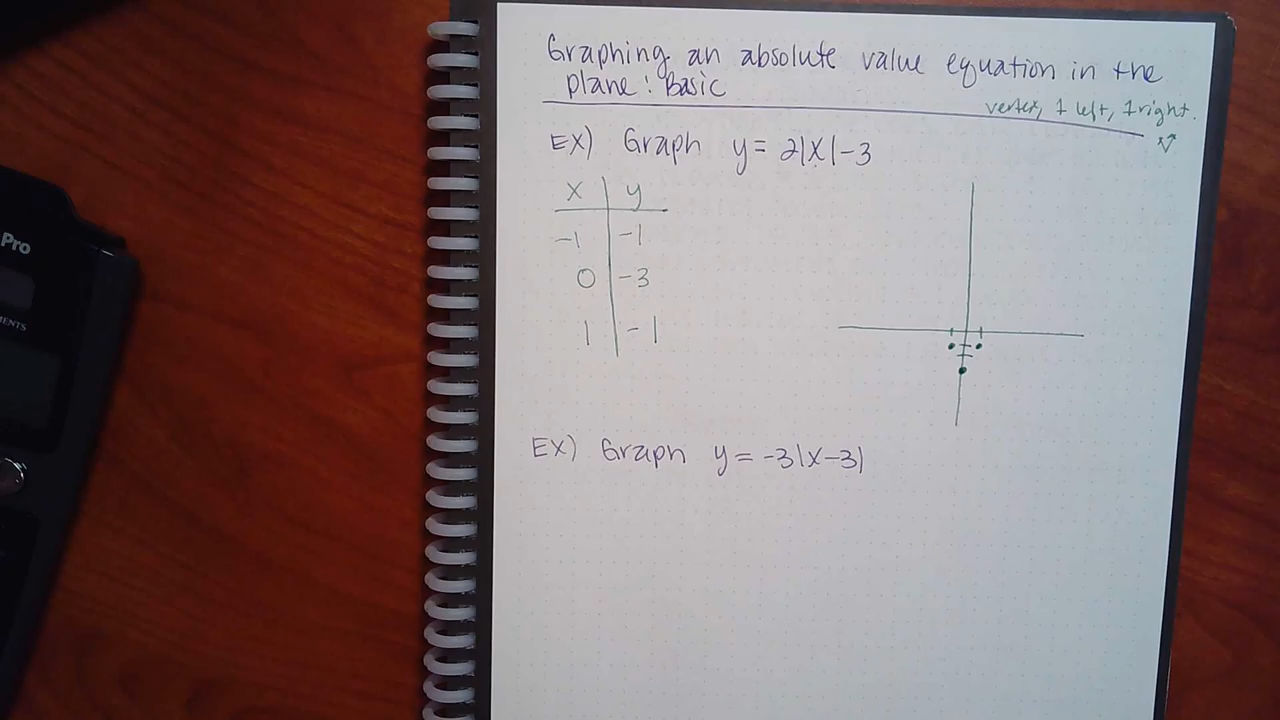 Graphing an absolute value equation in the
plane: Basic
vertex, 1 left, 1 right.
EX) Graph y = 2|x|-3
x y
-1 -1
0 -3
1 -1
EX) Graph y = -3|x-3|
Pro